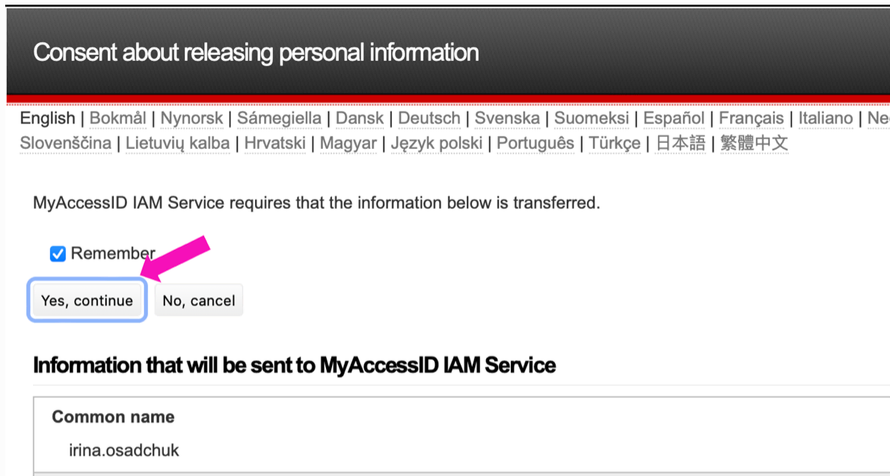 Consent about releasing personal information
English | Bokmål | Nynorsk | Sámegiella | Dansk | Deutsch | Svenska | Suomeksi | Español | Français | Italiano | Ne
Slovenščina | Lietuvių kalba | Hrvatski | Magyar | Język polski | Português | Türkçe | 日本語 | 繁體中文
MyAccessID IAM Service requires that the information below is transferred.
Remember
Yes, continue No, cancel
Information that will be sent to MyAccessID IAM Service
Common name
irina.osadchuk